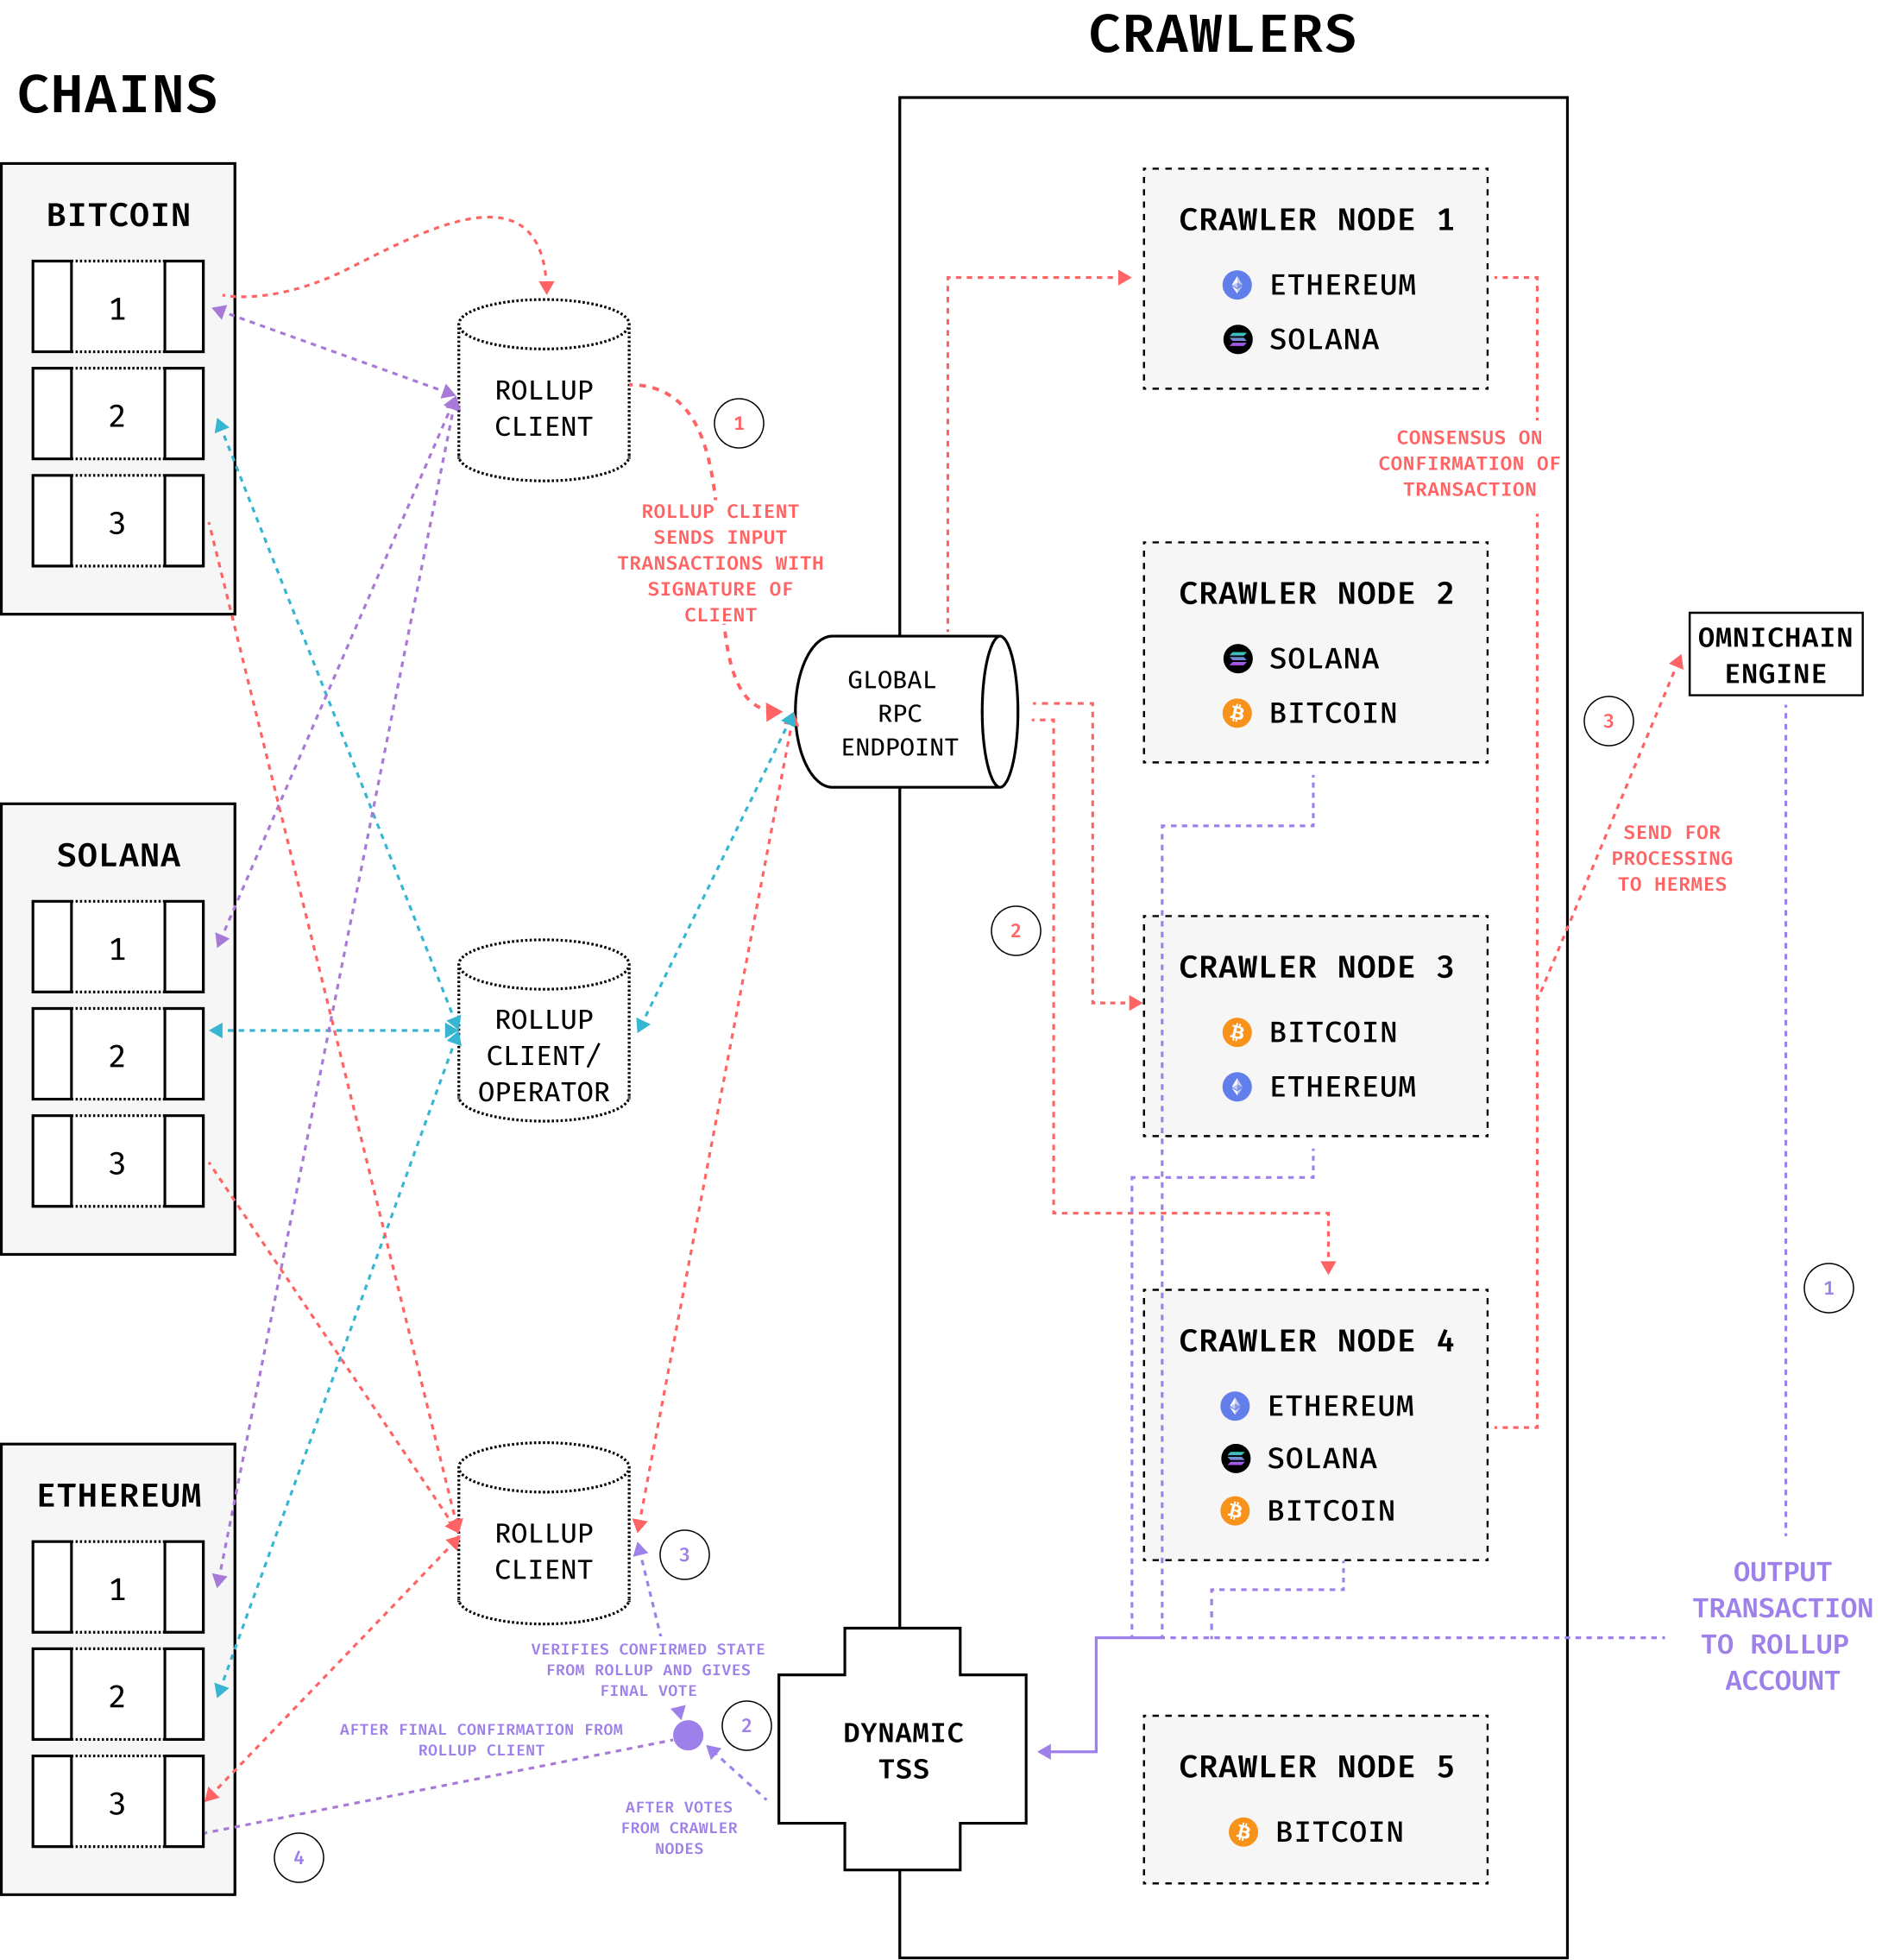 CRAWLERS
CHAINS
BITCOIN
1
2
3
SOLANA
1
2
3
ETHEREUM
1
2
3
ROLLUP
CLIENT
1
ROLLUP CLIENT
SENDS INPUT
TRANSACTIONS WITH
SIGNATURE OF
CLIENT
ROLLUP
CLIENT/
OPERATOR
ROLLUP
CLIENT
3
VERIFIES CONFIRMED STATE
FROM ROLLUP AND GIVES
FINAL VOTE
2
AFTER FINAL CONFIRMATION FROM
ROLLUP CLIENT
AFTER VOTES
FROM CRAWLER
NODES
4
GLOBAL
RPC
ENDPOINT
2
DYNAMIC
TSS
CRAWLER NODE 1
ETHEREUM
SOLANA
CONSENSUS ON
CONFIRMATION OF
TRANSACTION
CRAWLER NODE 2
SOLANA
BITCOIN
CRAWLER NODE 3
BITCOIN
ETHEREUM
CRAWLER NODE 4
ETHEREUM
SOLANA
BITCOIN
CRAWLER NODE 5
BITCOIN
OMNICHAIN
ENGINE
3
SEND FOR
PROCESSING
TO HERMES
1
OUTPUT
TRANSACTION
TO ROLLUP
ACCOUNT